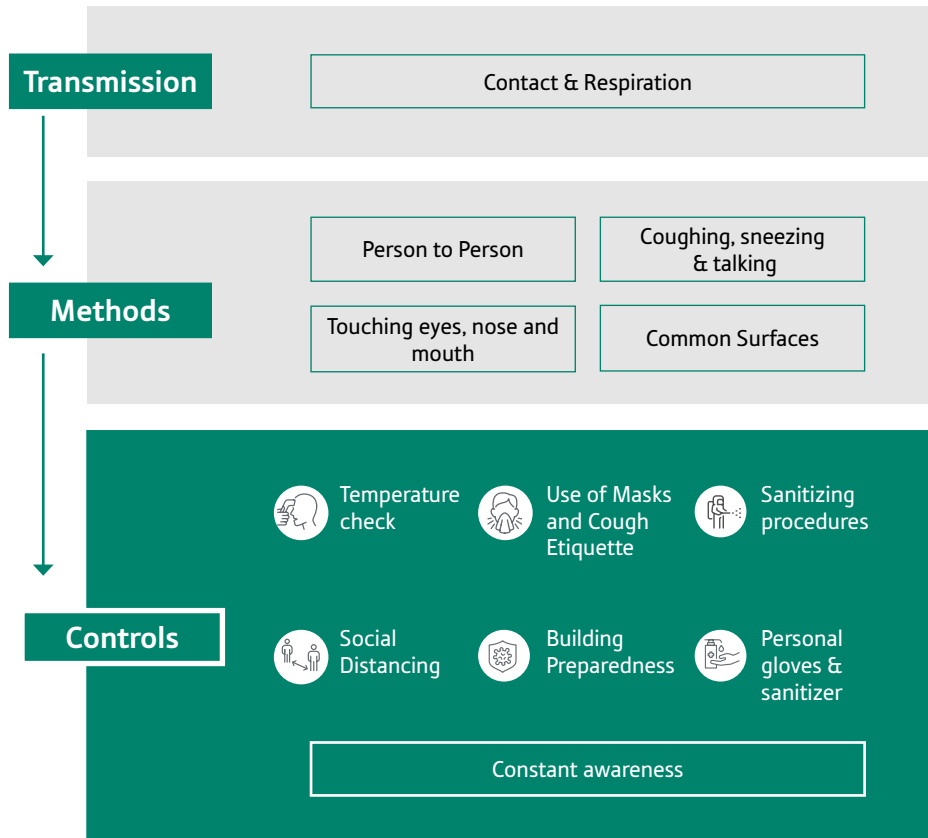 Transmission
Contact & Respiration
Methods
Person to Person
Coughing, sneezing
& talking
Touching eyes, nose and
mouth
Common Surfaces
Controls
Temperature
check
Use of Masks
and Cough
Etiquette
Sanitizing
procedures
Social
Distancing
Building
Preparedness
Personal
gloves &
sanitizer
Constant awareness